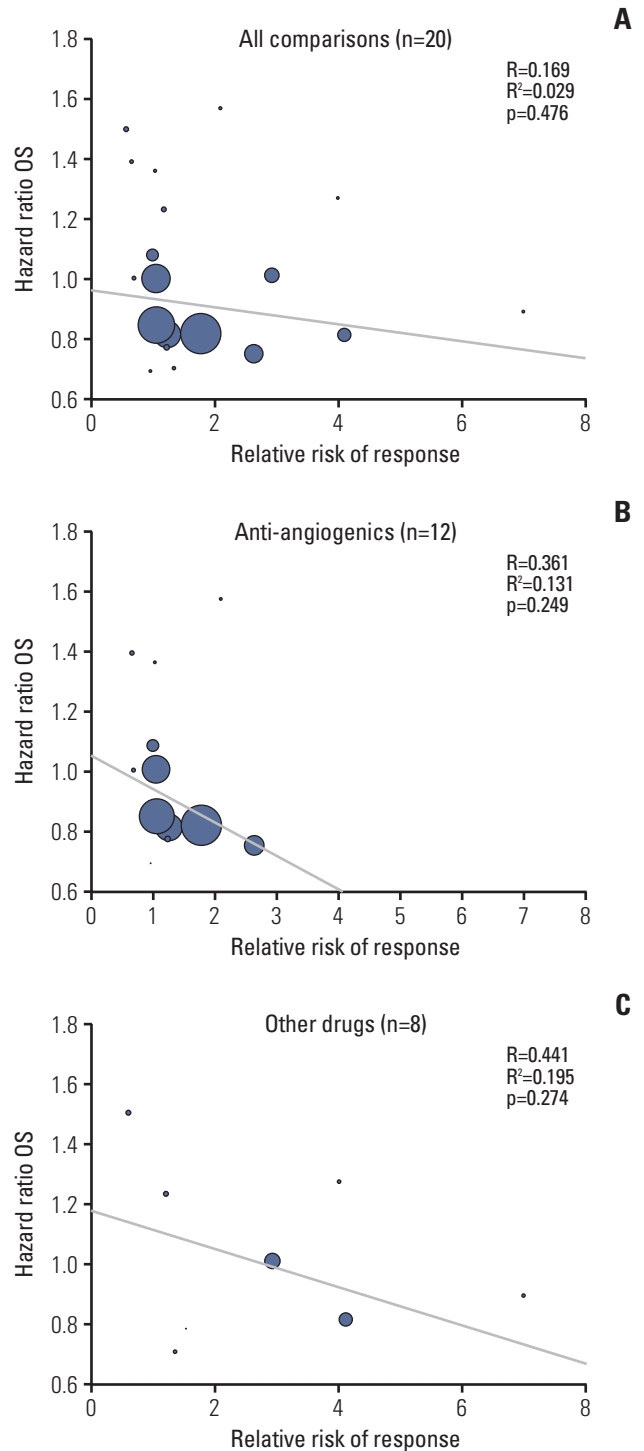 A
All comparisons (n=20)
R=0.169
R²=0.029
p=0.476
Hazard ratio OS
1.8
1.6
1.4
1.2
1.0
0.8
0.6
0 2 4 6 8
Relative risk of response
B
Anti-angiogenics (n=12)
R=0.361
R²=0.131
p=0.249
Hazard ratio OS
1.8
1.6
1.4
1.2
1.0
0.8
0.6
0 1 2 3 4 5 6 7 8
Relative risk of response
C
Other drugs (n=8)
R=0.441
R²=0.195
p=0.274
Hazard ratio OS
1.8
1.6
1.4
1.2
1.0
0.8
0.6
0 2 4 6 8
Relative risk of response